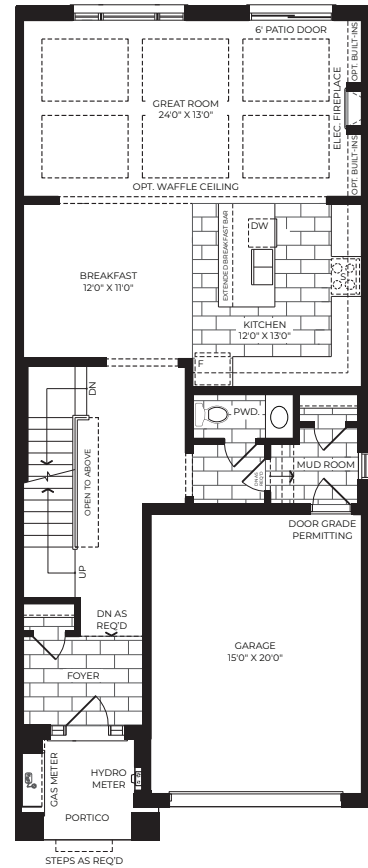 6' PATIO DOOR
OPT. BUILT-INS
GREAT ROOM
24'0" X 13'0"
ELEC. FIREPLACE
OPT. BUILT-INS
OPT. WAFFLE CEILING
EXTENDED BREAKFAST BAR
DW
BREAKFAST
12'0" X 11'0"
S
KITCHEN
12'0" X 13'0"
F
DN
PWD.
OPEN TO ABOVE
MUD ROOM
DN AS
REQ'D
DOOR GRADE
PERMITTING
UP
DN AS
REQ'D
GARAGE
15'0" X 20'0"
FOYER
GAS METER
HYDRO
METER
PORTICO
STEPS AS REQ'D